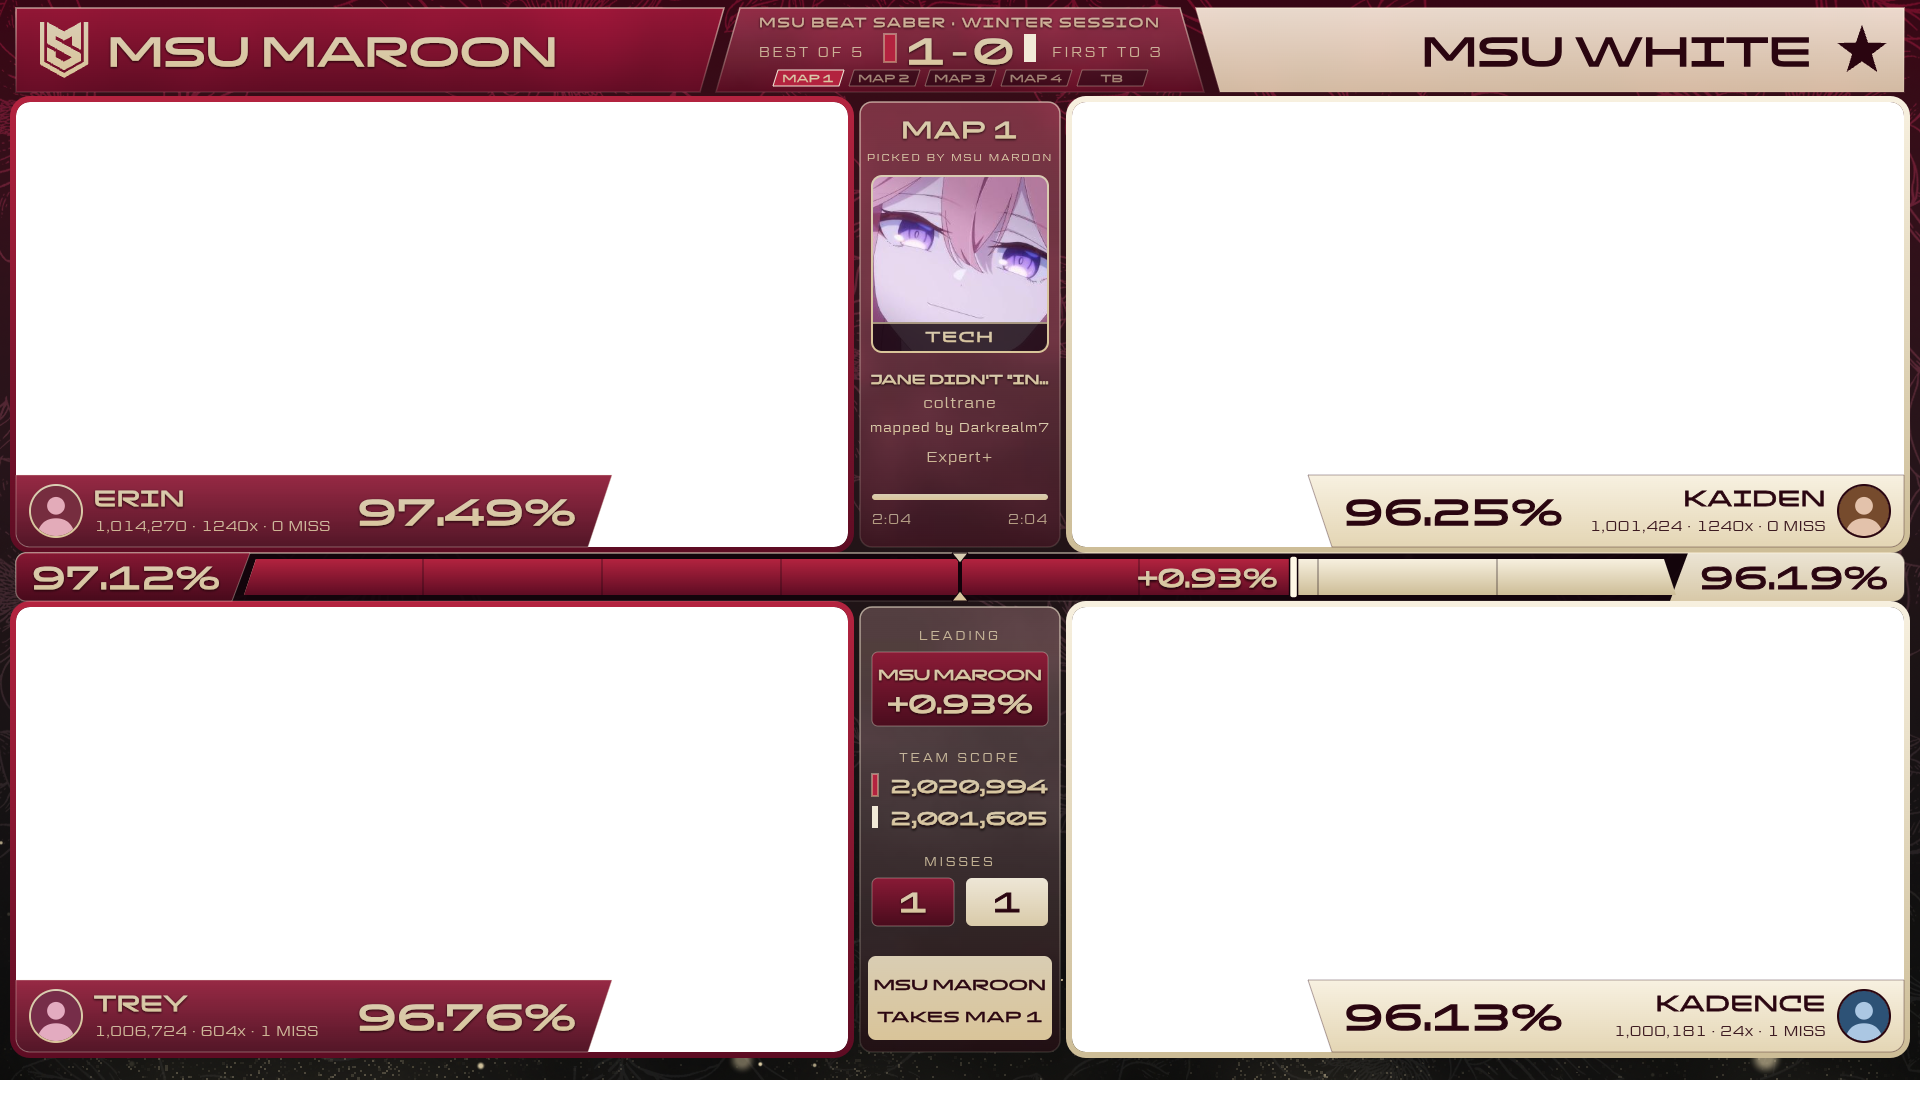 MSU MAROON
MSU BEAT SABER · WINTER SESSION
BEST OF 5
1-0
FIRST TO 3
MAP 1
MAP 2
MAP 3
MAP 4
TB
MSU WHITE
MAP 1
PICKED BY MSU MAROON
TECH
JANE DIDN'T "IN...
coltrane
mapped by Darkrealm7
Expert+
2:04
2:04
ERIN
1,014,270 · 1240x · 0 MISS
97.49%
96.25%
KAIDEN
1,001,424 · 1240x · 0 MISS
97.12%
+0.93%
96.19%
LEADING
MSU MAROON
+0.93%
TEAM SCORE
2,020,994
2,001,605
MISSES
1
1
MSU MAROON
TAKES MAP 1
TREY
1,006,724 · 604x · 1 MISS
96.76%
96.13%
KADENCE
1,000,181 · 24x · 1 MISS